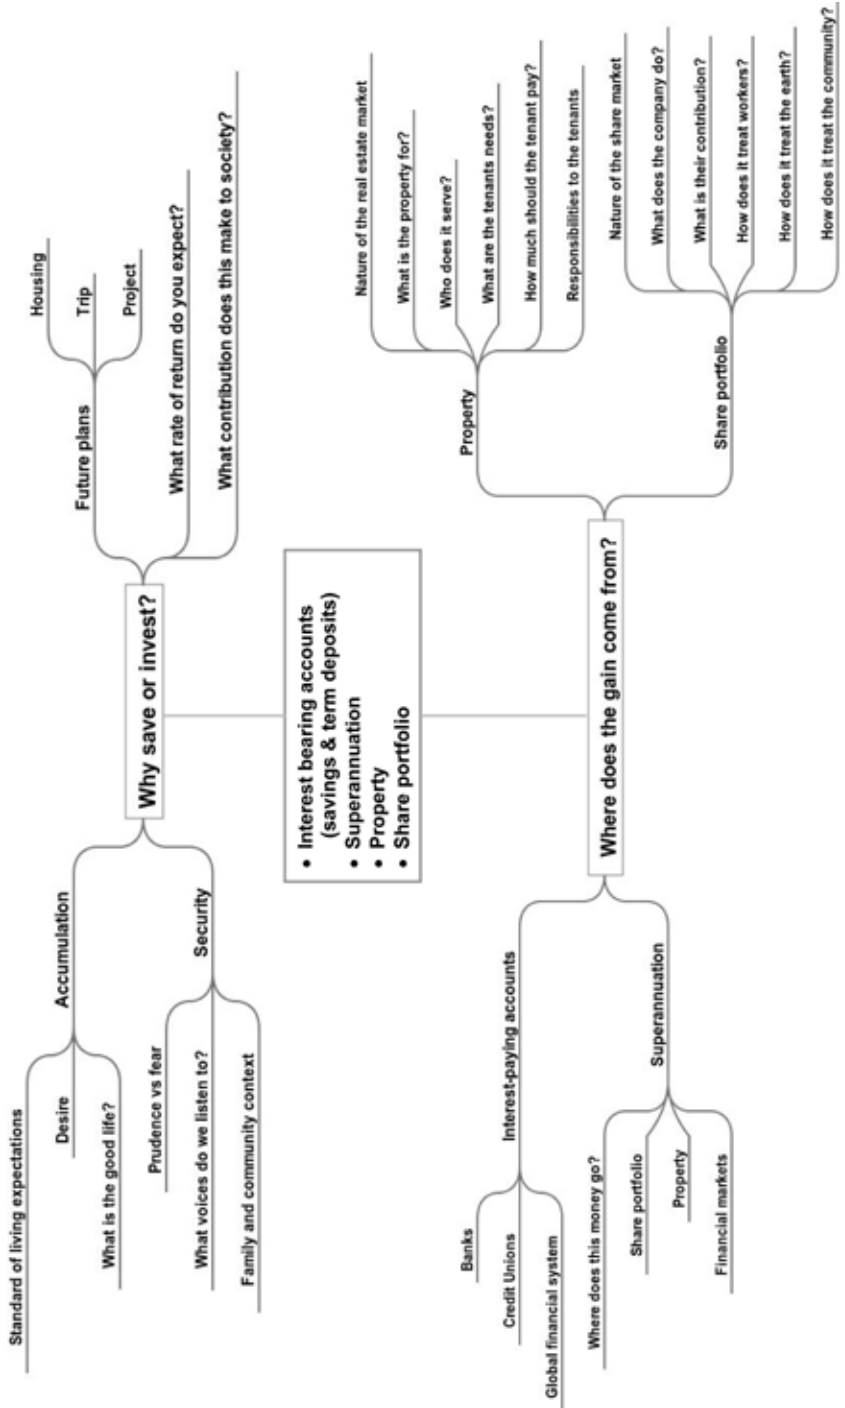 Standard of living expectations
Desire
What is the good life?
Accumulation
Prudence vs fear
What voices do we listen to?
Family and community context
Security
Why save or invest?
Future plans
Housing
Trip
Project
What rate of return do you expect?
What contribution does this make to society?
• Interest bearing accounts
(savings & term deposits)
• Superannuation
• Property
• Share portfolio
Banks
Credit Unions
Global financial system
Interest-paying accounts
Where does this money go?
Share portfolio
Property
Financial markets
Superannuation
Where does the gain come from?
Property
Nature of the real estate market
What is the property for?
Who does it serve?
What are the tenants needs?
How much should the tenant pay?
Responsibilities to the tenants
Share portfolio
Nature of the share market
What does the company do?
What is their contribution?
How does it treat workers?
How does it treat the earth?
How does it treat the community?